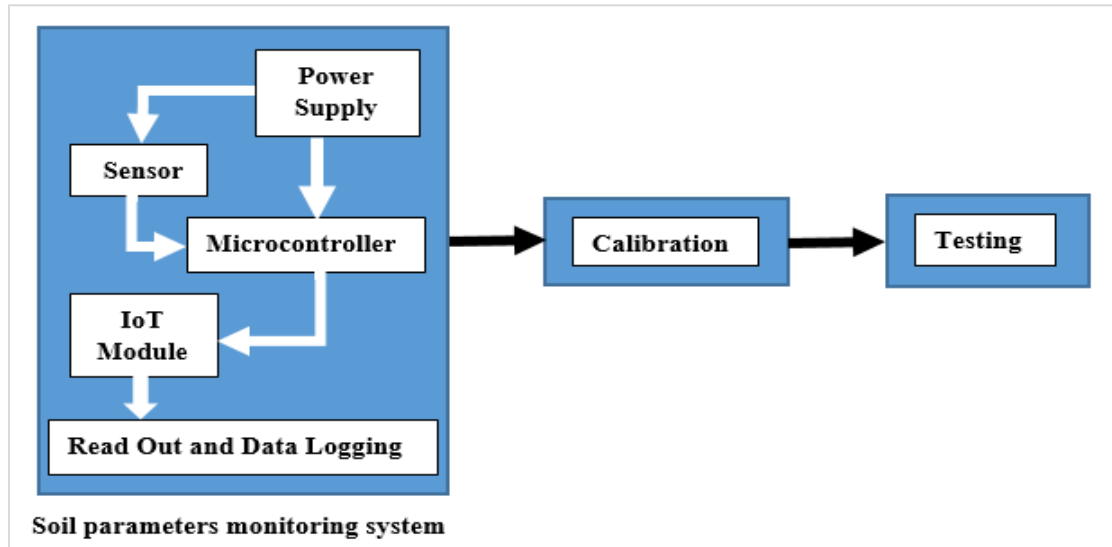 Power
Supply
Sensor
Microcontroller
IoT
Module
Read Out and Data Logging
Calibration
Testing
Soil parameters monitoring system